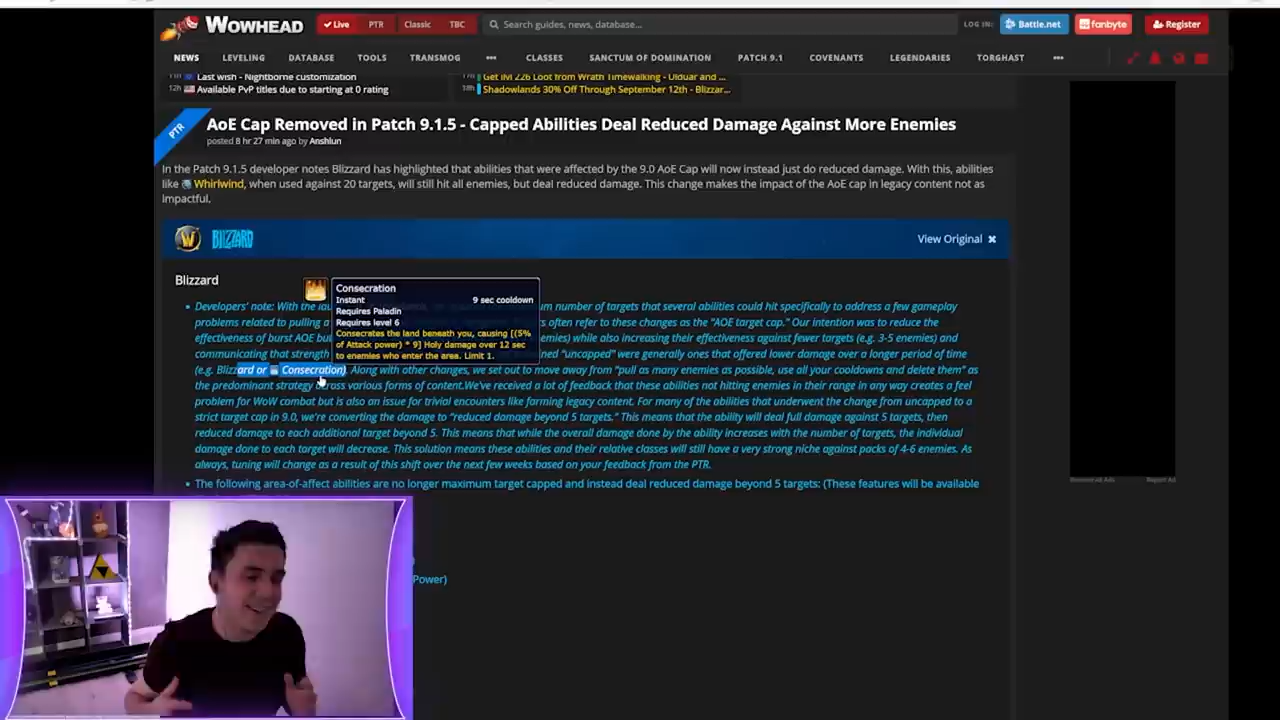 WOWHEAD
Live
PTR
Classic
TBC
Search guides, news, database...
LOG IN:
Battle.net
fanbyte
Register
NEWS
LEVELING
DATABASE
TOOLS
TRANSMOG
•••
CLASSES
SANCTUM OF DOMINATION
PATCH 9.1
COVENANTS
LEGENDARIES
TORGHAST
•••
11h Last wish - Nightborne customization
12h Available PvP titles due to starting at 0 rating
17h Get ilvl 226 Loot from Wrath Timewalking - Ulduar and ...
18h Shadowlands 30% Off Through September 12th - Blizzar...
PTR
AoE Cap Removed in Patch 9.1.5 - Capped Abilities Deal Reduced Damage Against More Enemies
posted 8 hr 27 min ago by Anshlun
In the Patch 9.1.5 developer notes Blizzard has highlighted that abilities that were affected by the 9.0 AoE Cap will now instead just do reduced damage. With this, abilities
like Whirlwind, when used against 20 targets, will still hit all enemies, but deal reduced damage. This change makes the impact of the AoE cap in legacy content not as
impactful.
BLIZZARD
View Original ✖
Blizzard
Consecration
Instant 9 sec cooldown
Requires Paladin
Requires level 6
Consecrates the land beneath you, causing [(5%
of Attack power) * 9] Holy damage over 12 sec
to enemies who enter the area. Limit 1.
Developers' note: With the number of targets that several abilities could hit specifically to address a few gameplay
problems related to pulling a often refer to these changes as the "AOE target cap." Our intention was to reduce the
effectiveness of burst AOE but enemies) while also increasing their effectiveness against fewer targets (e.g. 3-5 enemies) and
communicating that strength "uncapped" were generally ones that offered lower damage over a longer period of time
(e.g. Blizzard or Consecration). Along with other changes, we set out to move away from "pull as many enemies as possible, use all your cooldowns and delete them" as
the predominant strategy across various forms of content.We've received a lot of feedback that these abilities not hitting enemies in their range in any way creates a feel
problem for WoW combat but is also an issue for trivial encounters like farming legacy content. For many of the abilities that underwent the change from uncapped to a
strict target cap in 9.0, we're converting the damage to "reduced damage beyond 5 targets." This means that the ability will deal full damage against 5 targets, then
reduced damage to each additional target beyond 5. This means that while the overall damage done by the ability increases with the number of targets, the individual
damage done to each target will decrease. This solution means these abilities and their relative classes will still have a very strong niche against packs of 4-6 enemies. As
always, tuning will change as a result of this shift over the next few weeks based on your feedback from the PTR.
The following area-of-affect abilities are no longer maximum target capped and instead deal reduced damage beyond 5 targets: (These features will be available
Power)
Report Ad